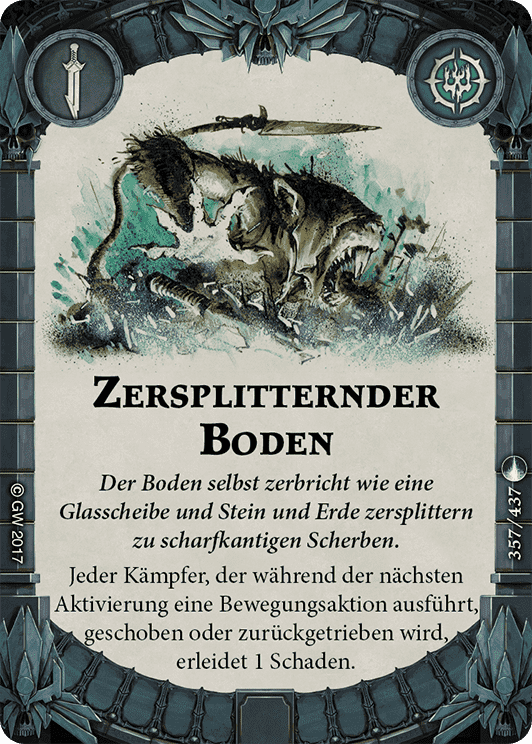 Zersplitternder
Boden
Der Boden selbst zerbricht wie eine
Glasscheibe und Stein und Erde zersplittern
zu scharfkantigen Scherben.
Jeder Kämpfer, der während der nächsten
Aktivierung eine Bewegungsaktion ausführt,
geschoben oder zurückgetrieben wird,
erleidet 1 Schaden.
© GW 2017
357/437